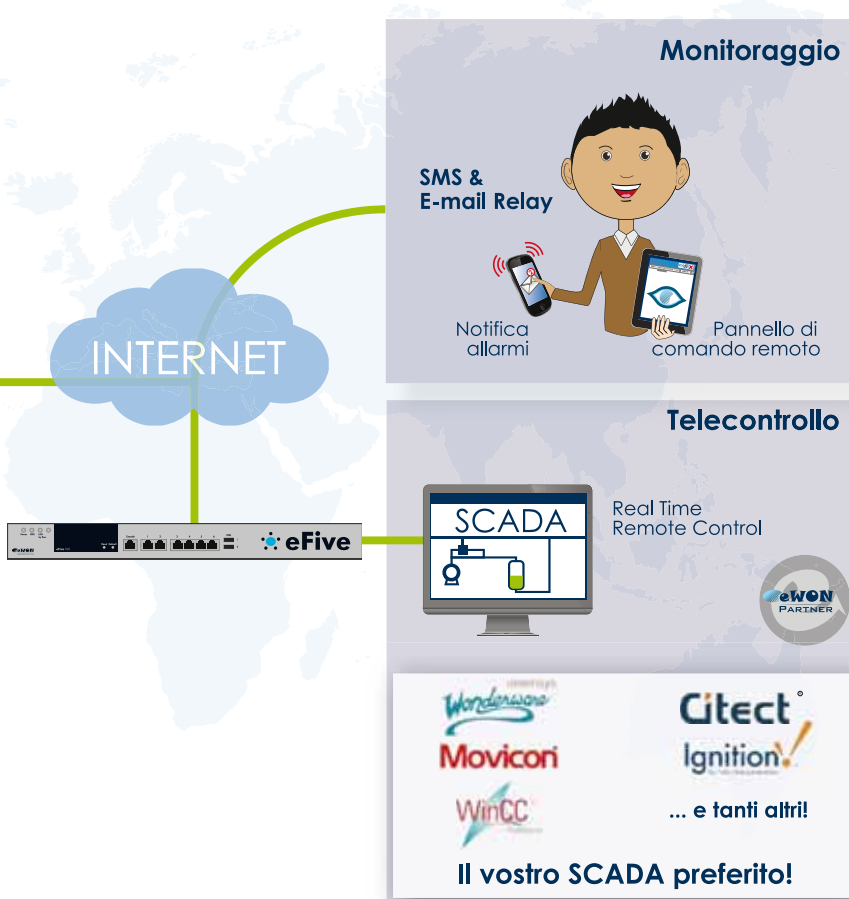 Monitoraggio
SMS &
E-mail Relay
Notifica
allarmi
Pannello di
comando remoto
INTERNET
Telecontrollo
SCADA
Real Time
Remote Control
eFive
eWON
PARTNER
Wonderware
Citect
Movicon
Ignition!
WinCC
... e tanti altri!
Il vostro SCADA preferito!